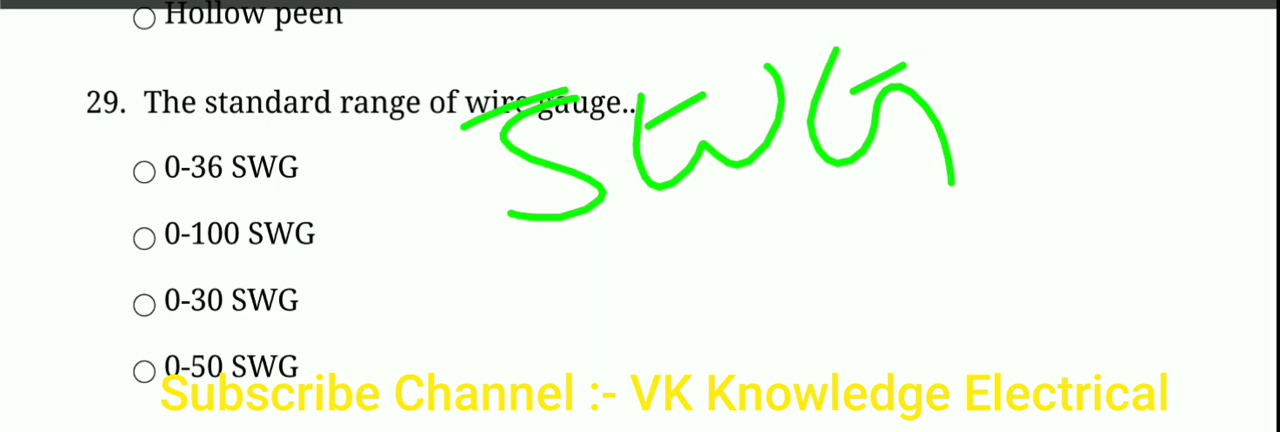 Hollow peen
29. The standard range of wire gauge..
SWG
0-36 SWG
0-100 SWG
0-30 SWG
0-50 SWG
Subscribe Channel :- VK Knowledge Electrical